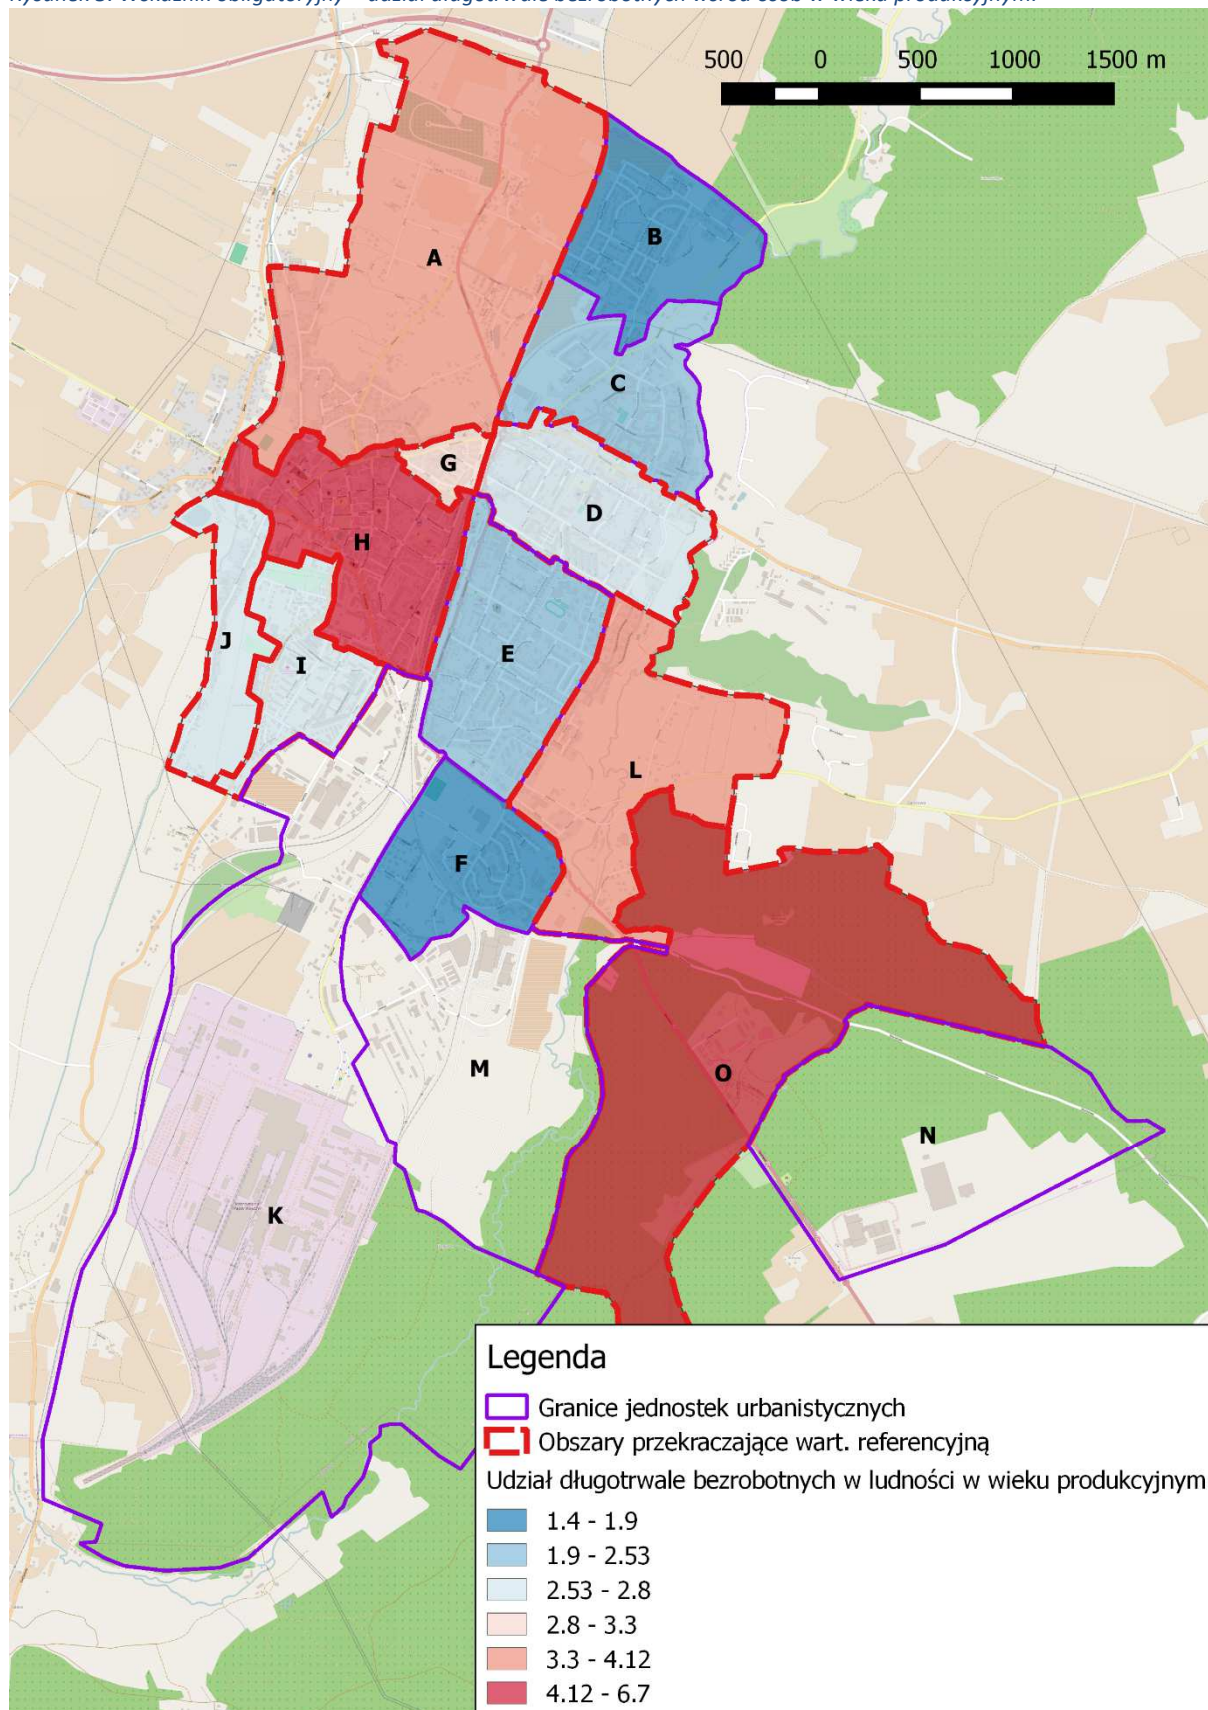 500 0 500 1000 1500 m
A
B
C
G
D
H
J
I
E
L
F
M
O
N
K
Legenda
Granice jednostek urbanistycznych
Obszary przekraczające wart. referencyjną
Udział długotrwale bezrobotnych w ludności w wieku produkcyjnym
1.4 - 1.9
1.9 - 2.53
2.53 - 2.8
2.8 - 3.3
3.3 - 4.12
4.12 - 6.7